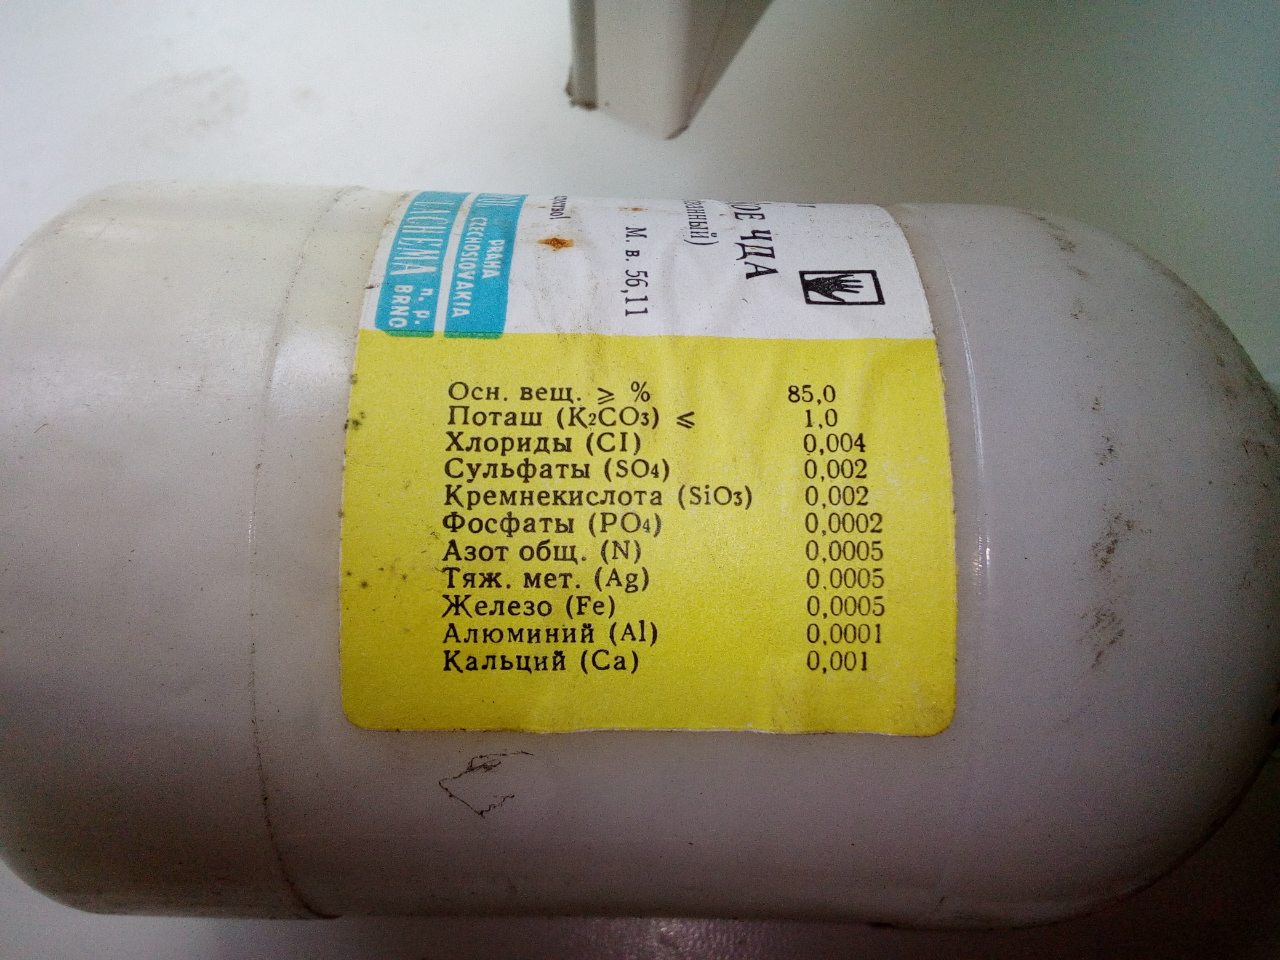 PRAHA
CZECHOSLOVAKIA
LACHEMA n. p.
BRNO
М. в. 56,11
ЧДА
Осн. вещ. ⩾ % 85,0
Поташ (K₂CO₃) ⩽ 1,0
Хлориды (Cl) 0,004
Сульфаты (SO₄) 0,002
Кремнекислота (SiO₃) 0,002
Фосфаты (PO₄) 0,0002
Азот общ. (N) 0,0005
Тяж. мет. (Ag) 0,0005
Железо (Fe) 0,0005
Алюминий (Al) 0,0001
Кальций (Ca) 0,001